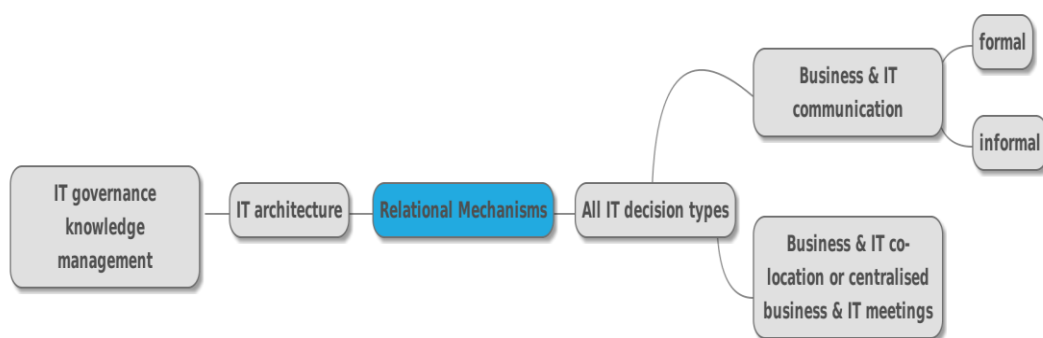 IT governance
knowledge
management
IT architecture
Relational Mechanisms
All IT decision types
Business & IT
communication
formal
informal
Business & IT co-
location or centralised
business & IT meetings